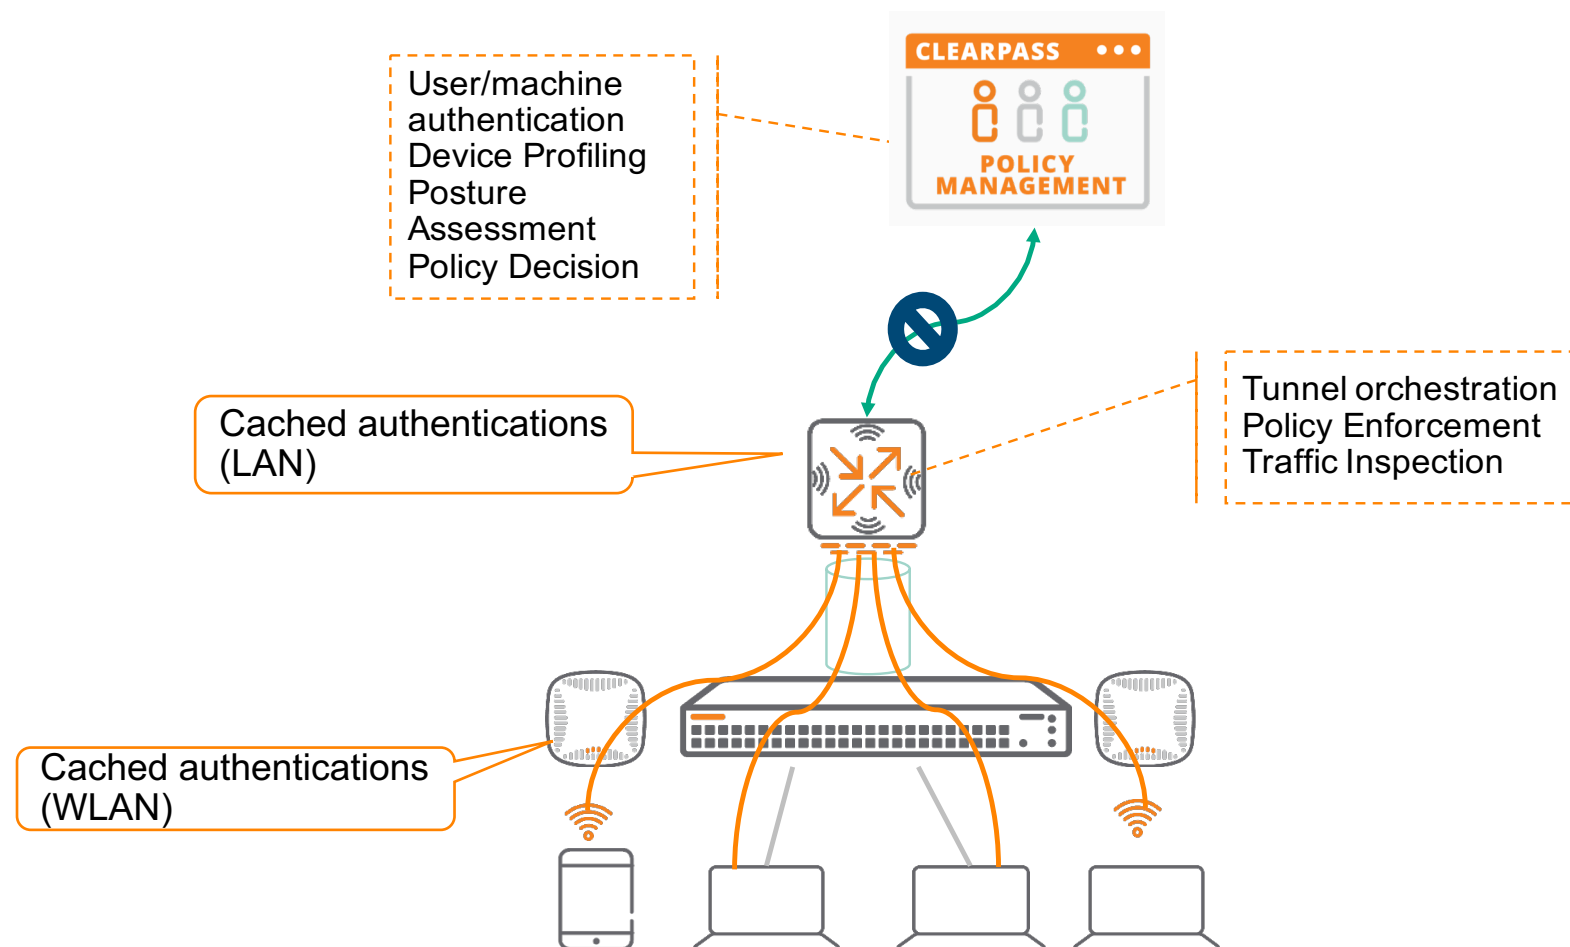 CLEARPASS
POLICY
MANAGEMENT
User/machine
authentication
Device Profiling
Posture
Assessment
Policy Decision
Tunnel orchestration
Policy Enforcement
Traffic Inspection
Cached authentications
(LAN)
Cached authentications
(WLAN)